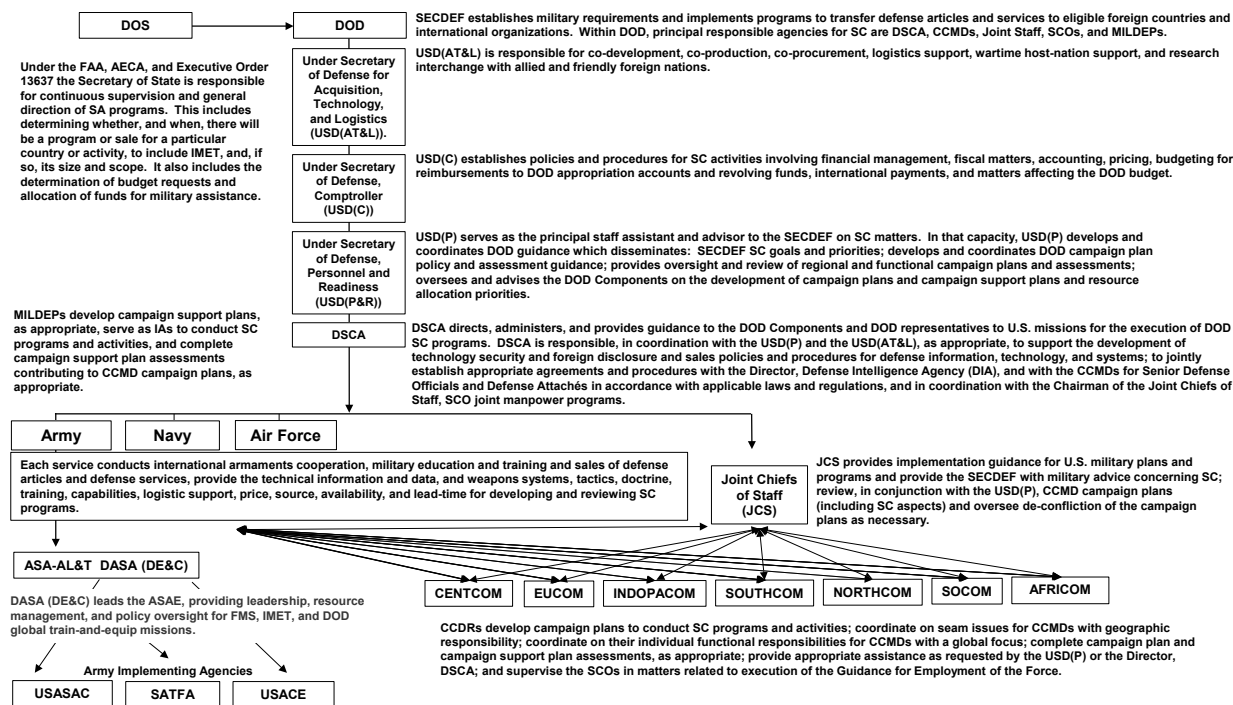 DOS
DOD
SECDEF establishes military requirements and implements programs to transfer defense articles and services to eligible foreign countries and
international organizations. Within DOD, principal responsible agencies for SC are DSCA, CCMDs, Joint Staff, SCOs, and MILDEPs.
Under the FAA, AECA, and Executive Order
13637 the Secretary of State is responsible
for continuous supervision and general
direction of SA programs. This includes
determining whether, and when, there will
be a program or sale for a particular
country or activity, to include IMET, and, if
so, its size and scope. It also includes the
determination of budget requests and
allocation of funds for military assistance.
Under Secretary
of Defense for
Acquisition,
Technology,
and Logistics
(USD(AT&L)).
USD(AT&L) is responsible for co-development, co-production, co-procurement, logistics support, wartime host-nation support, and research
interchange with allied and friendly foreign nations.
Under Secretary
of Defense,
Comptroller
(USD(C))
USD(C) establishes policies and procedures for SC activities involving financial management, fiscal matters, accounting, pricing, budgeting for
reimbursements to DOD appropriation accounts and revolving funds, international payments, and matters affecting the DOD budget.
Under Secretary
of Defense,
Personnel and
Readiness
(USD(P&R))
USD(P) serves as the principal staff assistant and advisor to the SECDEF on SC matters. In that capacity, USD(P) develops and
coordinates DOD guidance which disseminates: SECDEF SC goals and priorities; develops and coordinates DOD campaign plan
policy and assessment guidance; provides oversight and review of regional and functional campaign plans and assessments;
oversees and advises the DOD Components on the development of campaign plans and campaign support plans and resource
allocation priorities.
MILDEPs develop campaign support plans,
as appropriate, serve as IAs to conduct SC
programs and activities, and complete
campaign support plan assessments
contributing to CCMD campaign plans, as
appropriate.
DSCA
DSCA directs, administers, and provides guidance to the DOD Components and DOD representatives to U.S. missions for the execution of DOD
SC programs. DSCA is responsible, in coordination with the USD(P) and the USD(AT&L), as appropriate, to support the development of
technology security and foreign disclosure and sales policies and procedures for defense information, technology, and systems; to jointly
establish appropriate agreements and procedures with the Director, Defense Intelligence Agency (DIA), and with the CCMDs for Senior Defense
Officials and Defense Attachés in accordance with applicable laws and regulations, and in coordination with the Chairman of the Joint Chiefs of
Staff, SCO joint manpower programs.
Army
Navy
Air Force
Each service conducts international armaments cooperation, military education and training and sales of defense
articles and defense services, provide the technical information and data, and weapons systems, tactics, doctrine,
training, capabilities, logistic support, price, source, availability, and lead-time for developing and reviewing SC
programs.
Joint Chiefs
of Staff
(JCS)
JCS provides implementation guidance for U.S. military plans and
programs and provide the SECDEF with military advice concerning SC;
review, in conjunction with the USD(P), CCMD campaign plans
(including SC aspects) and oversee de-confliction of the campaign
plans as necessary.
ASA-AL&T DASA (DE&C)
DASA (DE&C) leads the ASAE, providing leadership, resource
management, and policy oversight for FMS, IMET, and DOD
global train-and-equip missions.
CENTCOM
EUCOM
INDOPACOM
SOUTHCOM
NORTHCOM
SOCOM
AFRICOM
CCDRs develop campaign plans to conduct SC programs and activities; coordinate on seam issues for CCMDs with geographic
responsibility; coordinate on their individual functional responsibilities for CCMDs with a global focus; complete campaign plan and
campaign support plan assessments, as appropriate; provide appropriate assistance as requested by the USD(P) or the Director,
DSCA; and supervise the SCOs in matters related to execution of the Guidance for Employment of the Force.
Army Implementing Agencies
USASAC
SATFA
USACE